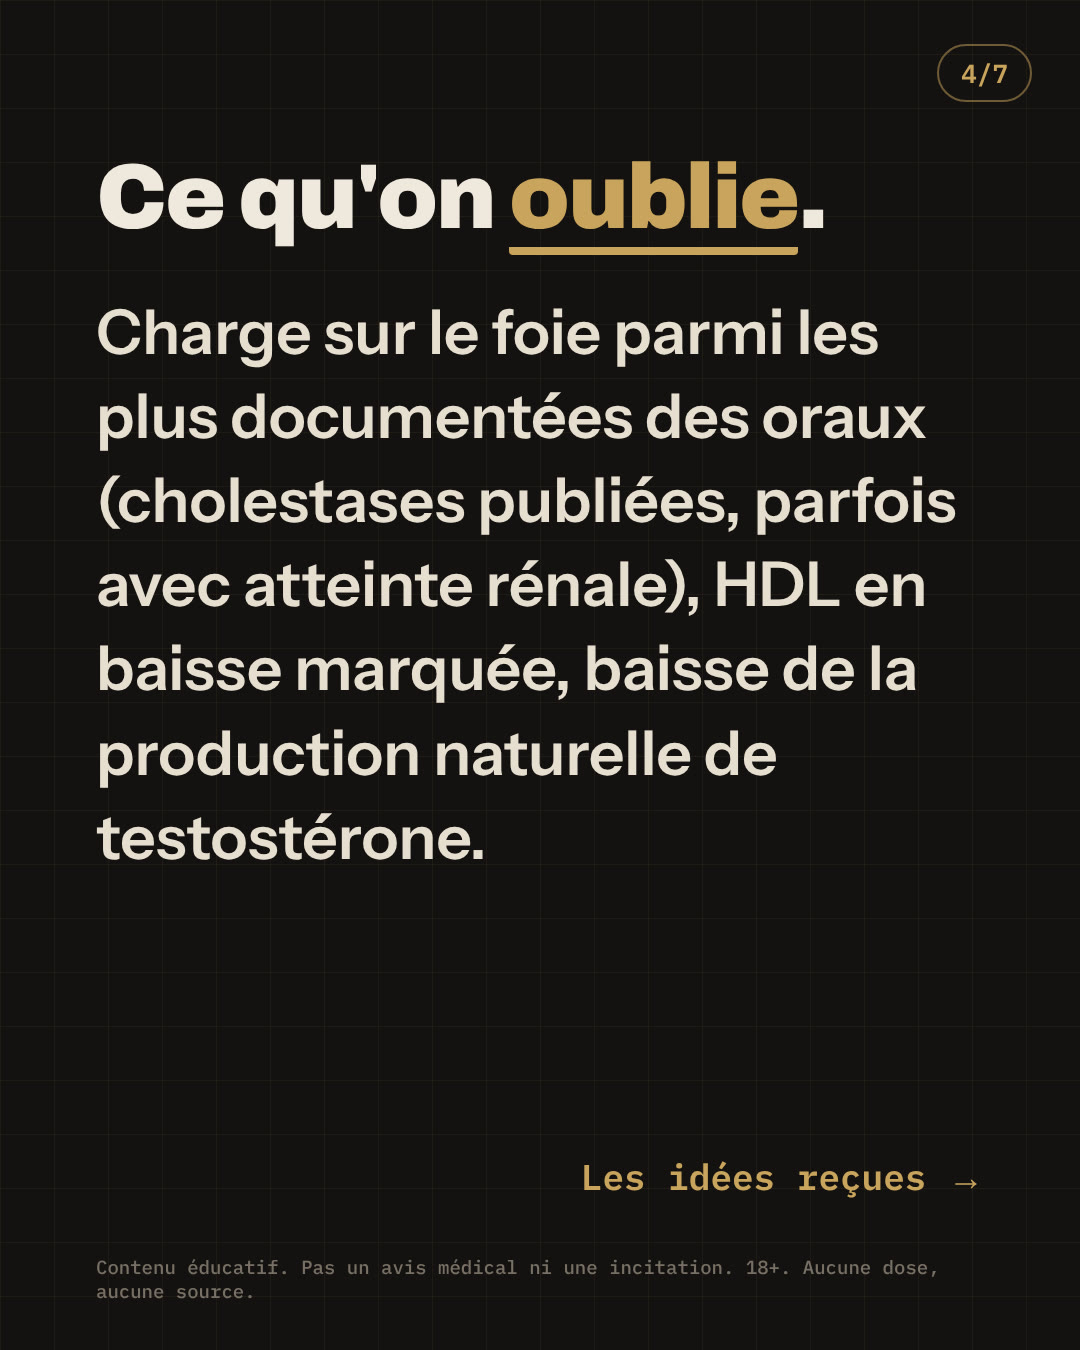 4/7
Ce qu'on oublie.
Charge sur le foie parmi les
plus documentées des oraux
(cholestases publiées, parfois
avec atteinte rénale), HDL en
baisse marquée, baisse de la
production naturelle de
testostérone.
Les idées reçues →
Contenu éducatif. Pas un avis médical ni une incitation. 18+. Aucune dose,
aucune source.